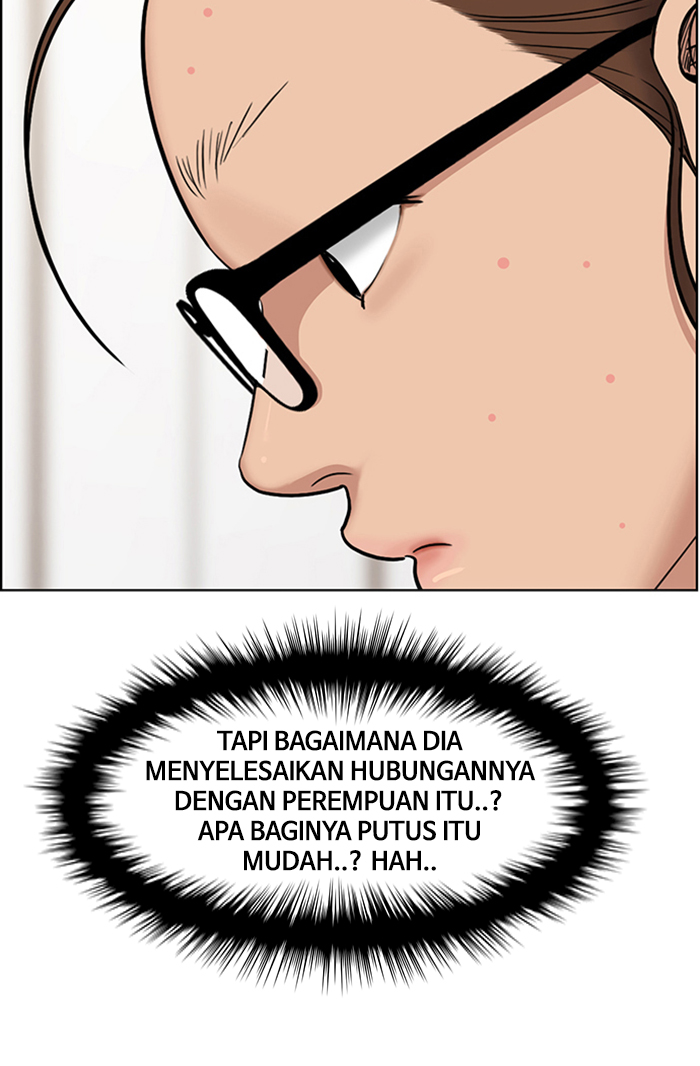 TAPI BAGAIMANA DIA
MENYELESAIKAN HUBUNGANNYA
DENGAN PEREMPUAN ITU..?
APA BAGINYA PUTUS ITU
MUDAH..? HAH..